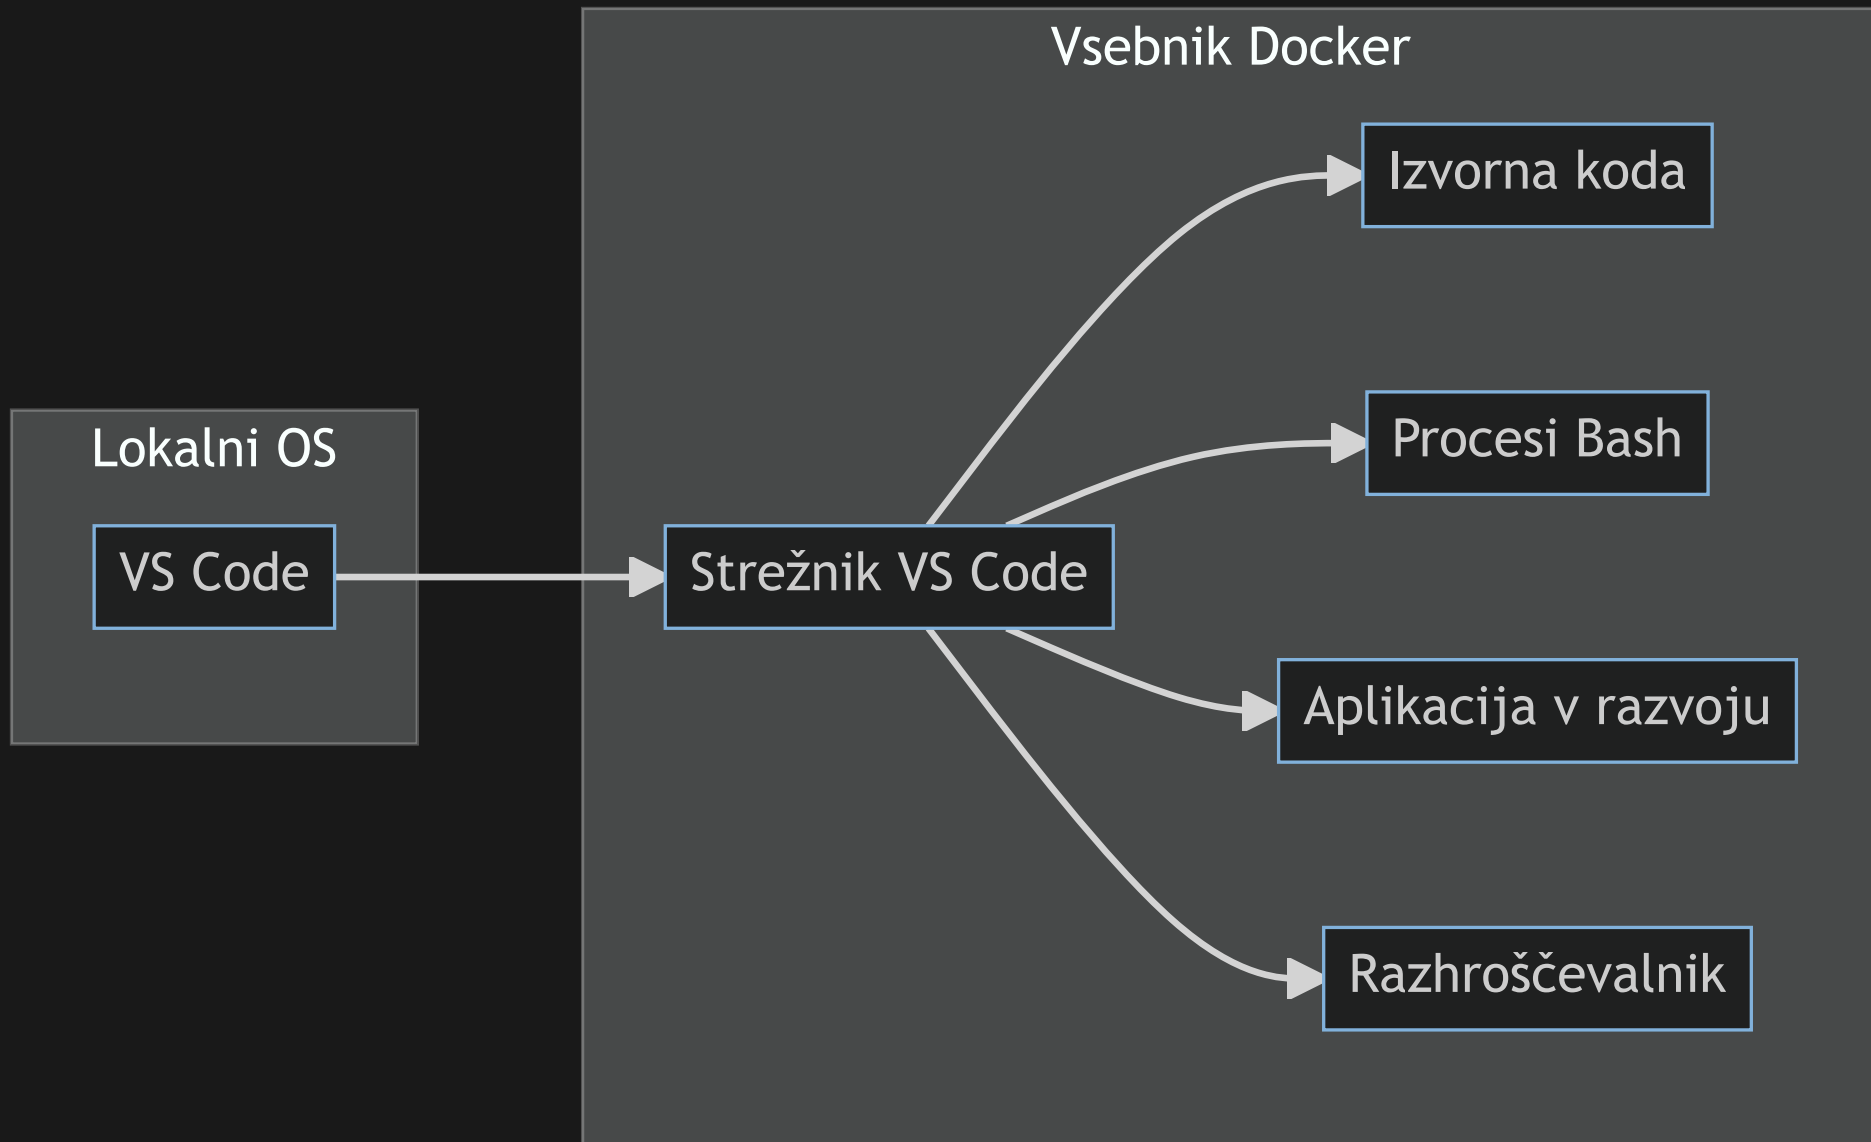 Vsebnik Docker
Izvorna koda
Procesi Bash
Lokalni OS
VS Code
Strežnik VS Code
Aplikacija v razvoju
Razhroščevalnik